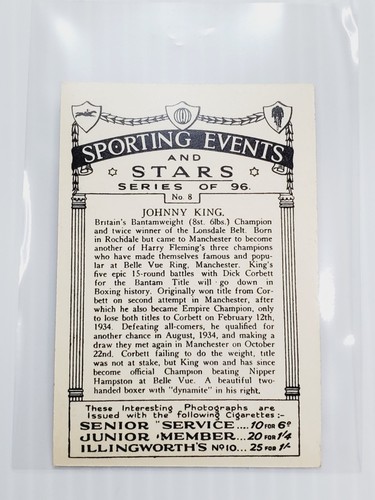 SPORTING EVENTS
AND
STARS
SERIES OF 96.
No. 8
JOHNNY KING.
Britain's Bantamweight (8st. 6lbs.) Champion
and twice winner of the Lonsdale Belt. Born
in Rochdale but came to Manchester to become
another of Harry Fleming's three champions
who have made themselves famous and popu-
lar at Belle Vue Ring, Manchester. King's
five epic 15-round battles with Dick Corbett
for the Bantam Title will go down in
Boxing history. Originally won title from Cor-
bett on second attempt in Manchester, after
which he also became Empire Champion, only
to lose both titles to Corbett on February 12th,
1934. Defeating all-comers, he qualified for
another chance in August, 1934, and making a
draw they met again in Manchester on October
22nd. Corbett failing to do the weight, title
was not at stake, but King won and has since
become official Champion beating Nipper
Hampston at Belle Vue. A beautiful two-
handed boxer with "dynamite" in his right.
These Interesting Photographs are
Issued with the following Cigarettes:-
SENIOR "SERVICE .... 10 FOR 6D
JUNIOR 'MEMBER ... 20 FOR 1/4
ILLINGWORTH'S No10... 25 FOR 1/-